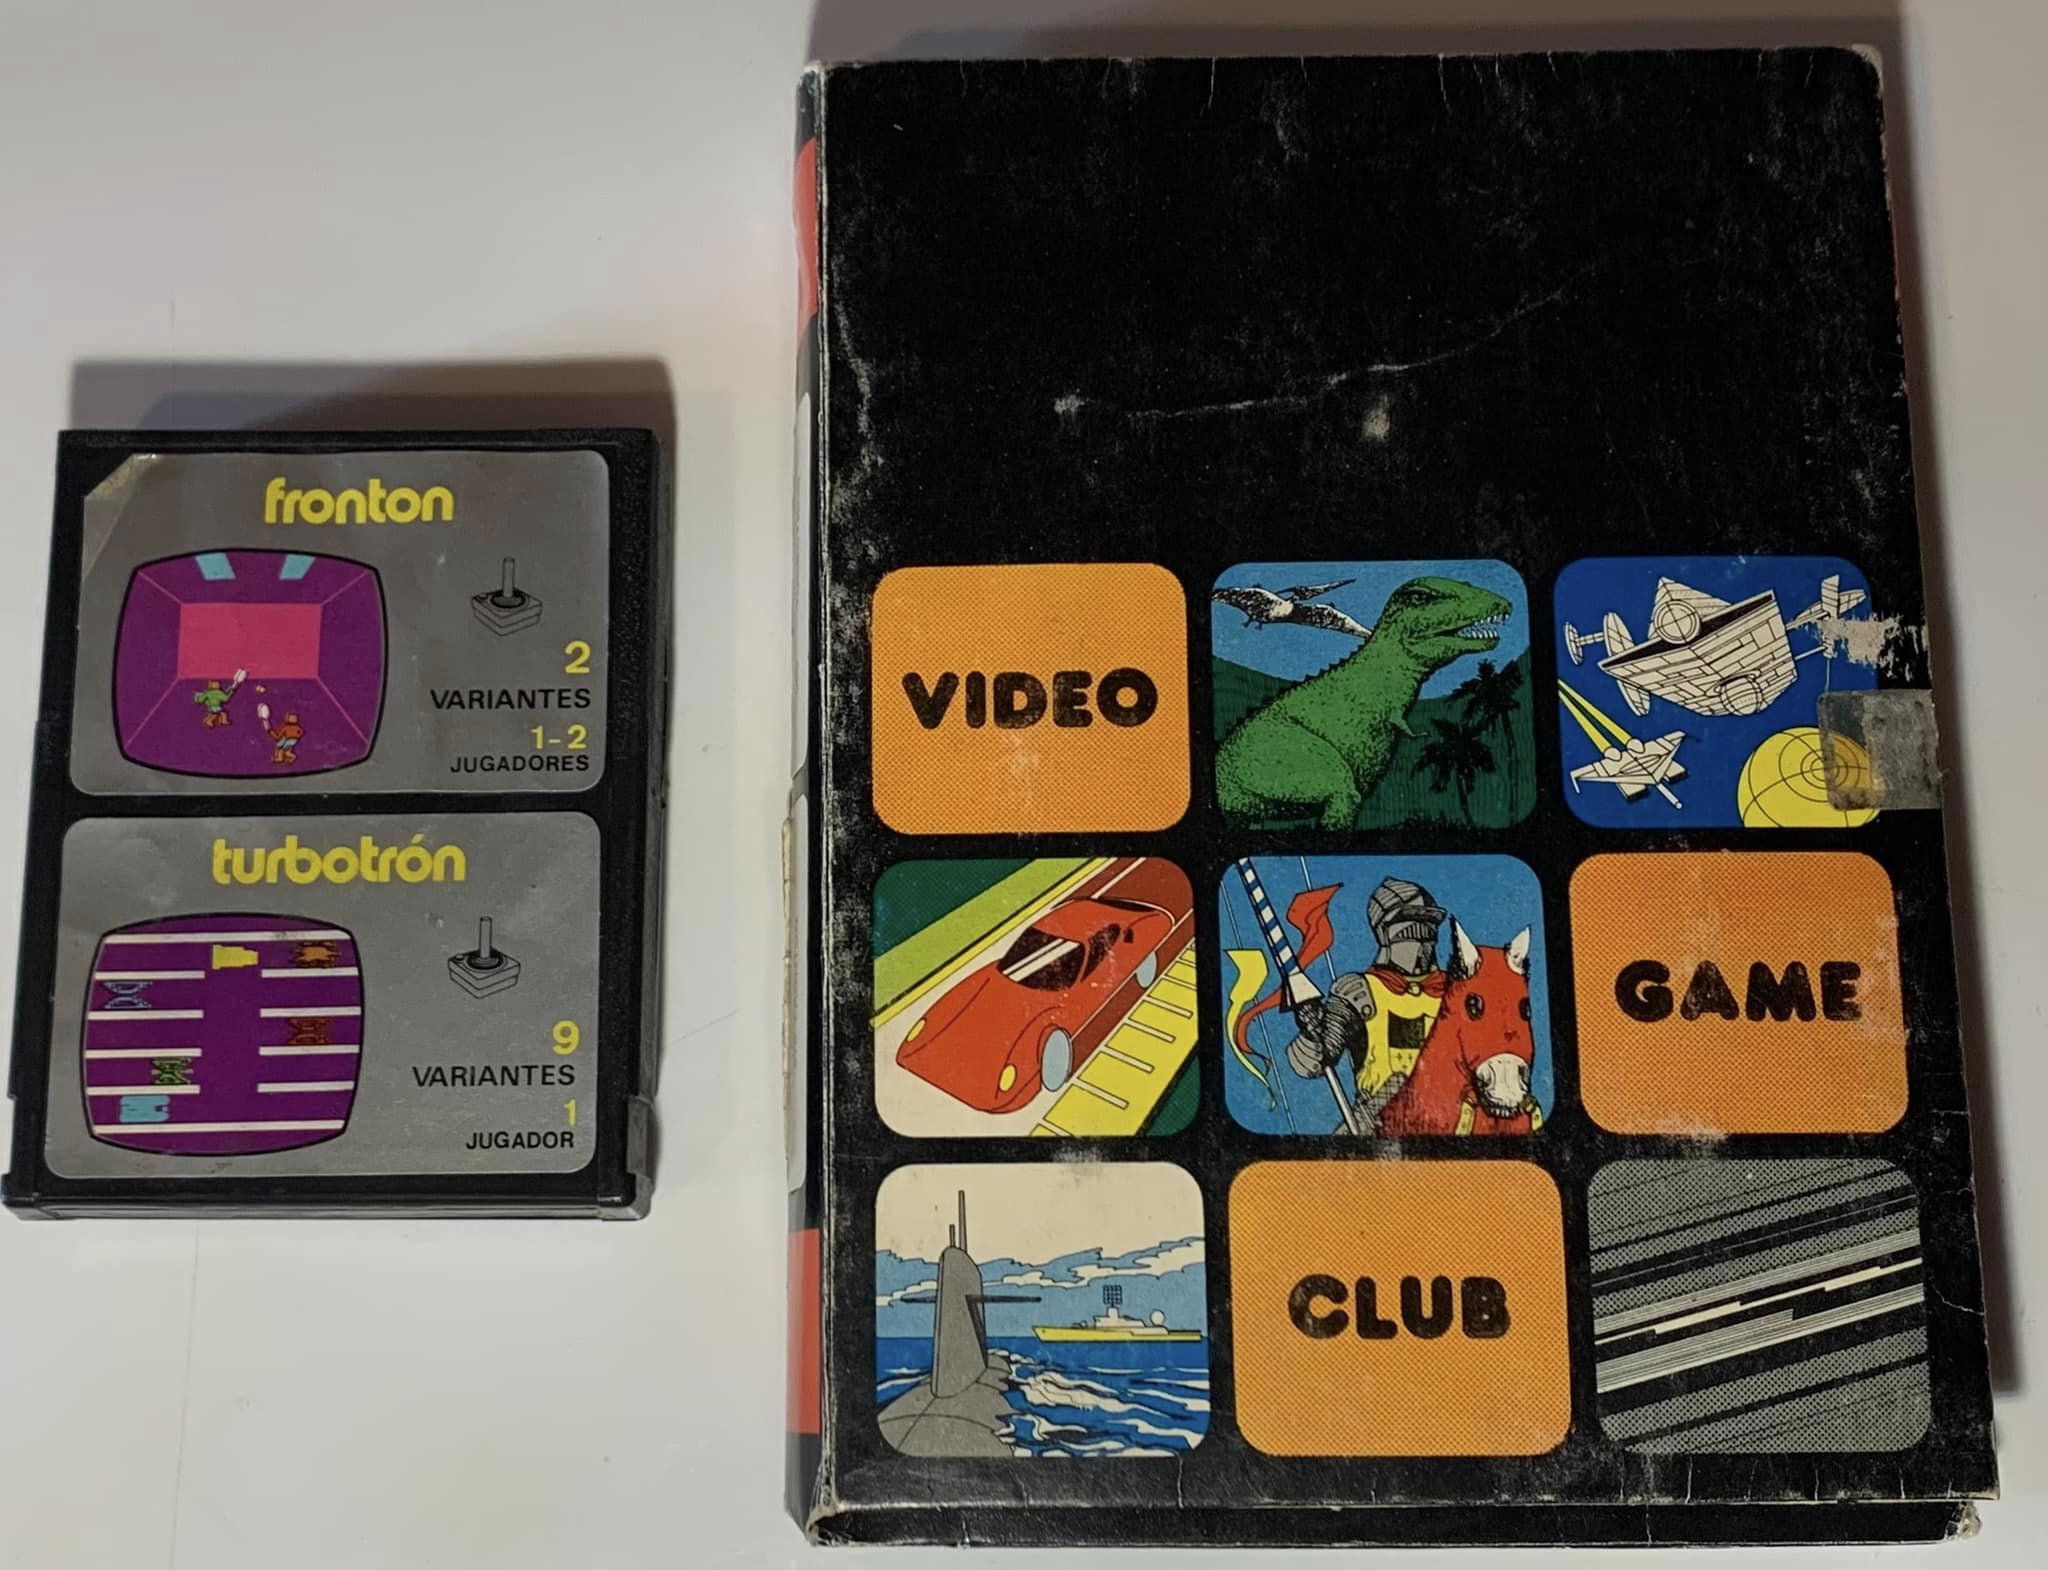 fronton
2
VARIANTES
1-2
JUGADORES
turbotrón
9
VARIANTES
1
JUGADOR
VIDEO
GAME
CLUB